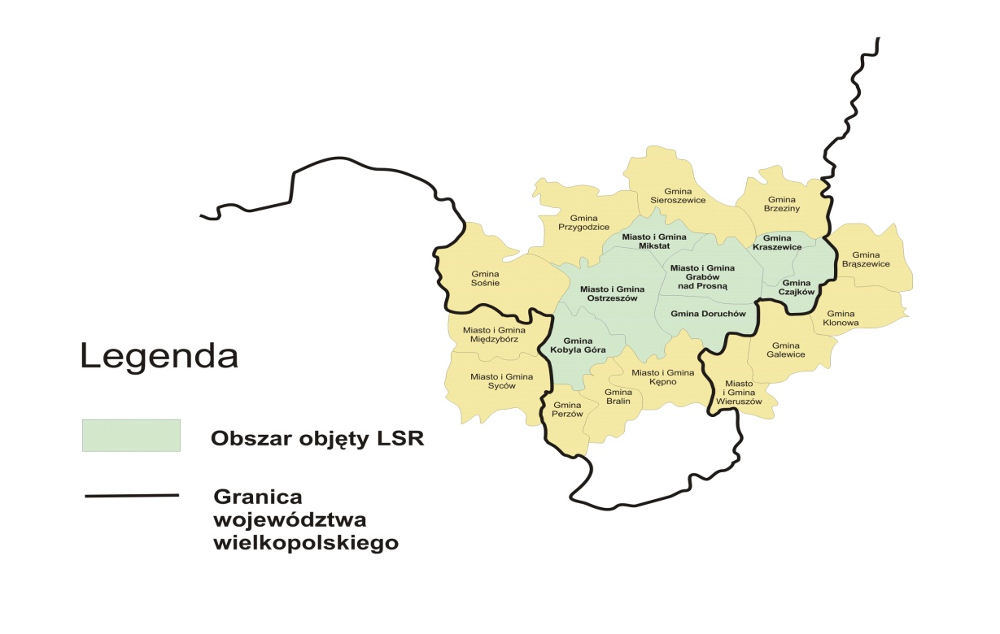 Gmina
Sieroszewice
Gmina
Brzeziny
Gmina
Przygodzice
Miasto i Gmina
Mikstat
Gmina
Kraszewice
Gmina
Brąszewice
Gmina
Sośnie
Miasto i Gmina
Grabów
nad Prosną
Gmina
Czajków
Miasto i Gmina
Ostrzeszów
Gmina Doruchów
Gmina
Klonowa
Miasto i Gmina
Międzybórz
Gmina
Kobyla Góra
Gmina
Galewice
Miasto i Gmina
Syców
Miasto i Gmina
Kępno
Gmina
Bralin
Miasto
i Gmina
Wieruszów
Gmina
Perzów
Legenda
Obszar objęty LSR
Granica
województwa
wielkopolskiego